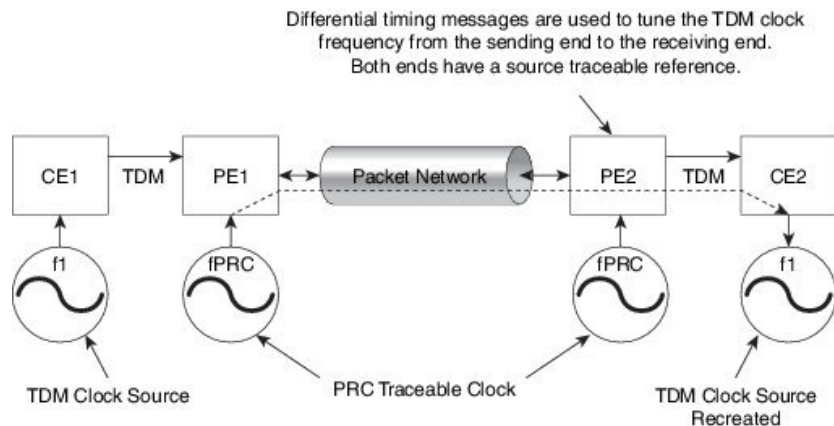 Differential timing messages are used to tune the TDM clock
frequency from the sending end to the receiving end.
Both ends have a source traceable reference.
CE1
TDM
PE1
Packet Network
PE2
TDM
CE2
f1
fPRC
fPRC
f1
TDM Clock Source
PRC Traceable Clock
TDM Clock Source
Recreated